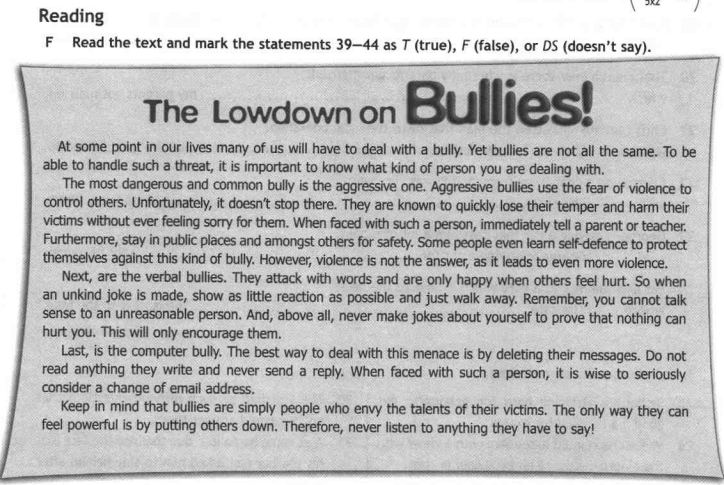 5x2
Reading
F Read the text and mark the statements 39–44 as T (true), F (false), or DS (doesn't say).
The Lowdown on Bullies!
At some point in our lives many of us will have to deal with a bully. Yet bullies are not all the same. To be
able to handle such a threat, it is important to know what kind of person you are dealing with.
The most dangerous and common bully is the aggressive one. Aggressive bullies use the fear of violence to
control others. Unfortunately, it doesn't stop there. They are known to quickly lose their temper and harm their
victims without ever feeling sorry for them. When faced with such a person, immediately tell a parent or teacher.
Furthermore, stay in public places and amongst others for safety. Some people even learn self-defence to protect
themselves against this kind of bully. However, violence is not the answer, as it leads to even more violence.
Next, are the verbal bullies. They attack with words and are only happy when others feel hurt. So when
an unkind joke is made, show as little reaction as possible and just walk away. Remember, you cannot talk
sense to an unreasonable person. And, above all, never make jokes about yourself to prove that nothing can
hurt you. This will only encourage them.
Last, is the computer bully. The best way to deal with this menace is by deleting their messages. Do not
read anything they write and never send a reply. When faced with such a person, it is wise to seriously
consider a change of email address.
Keep in mind that bullies are simply people who envy the talents of their victims. The only way they can
feel powerful is by putting others down. Therefore, never listen to anything they have to say!